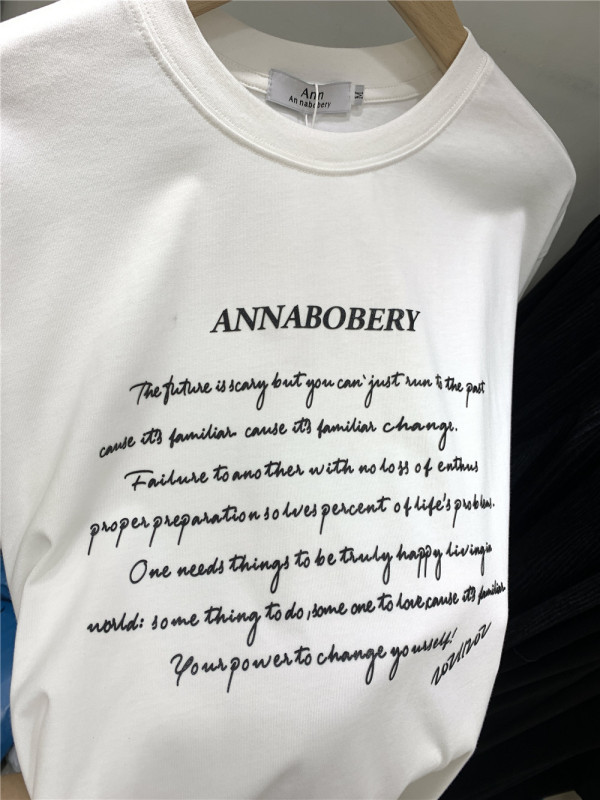 Ann
Annabobery
M
ANNABOBERY
The future is scary but you can' just run to the past
cause it's familiar cause it's familiar change.
Failure to another with no loss of enthus
proper preparation solves percent of life's problems.
One needs things to be truly happy living in
world: some thing to do, some one to love, cause it's familiar
Your power to change yourself!